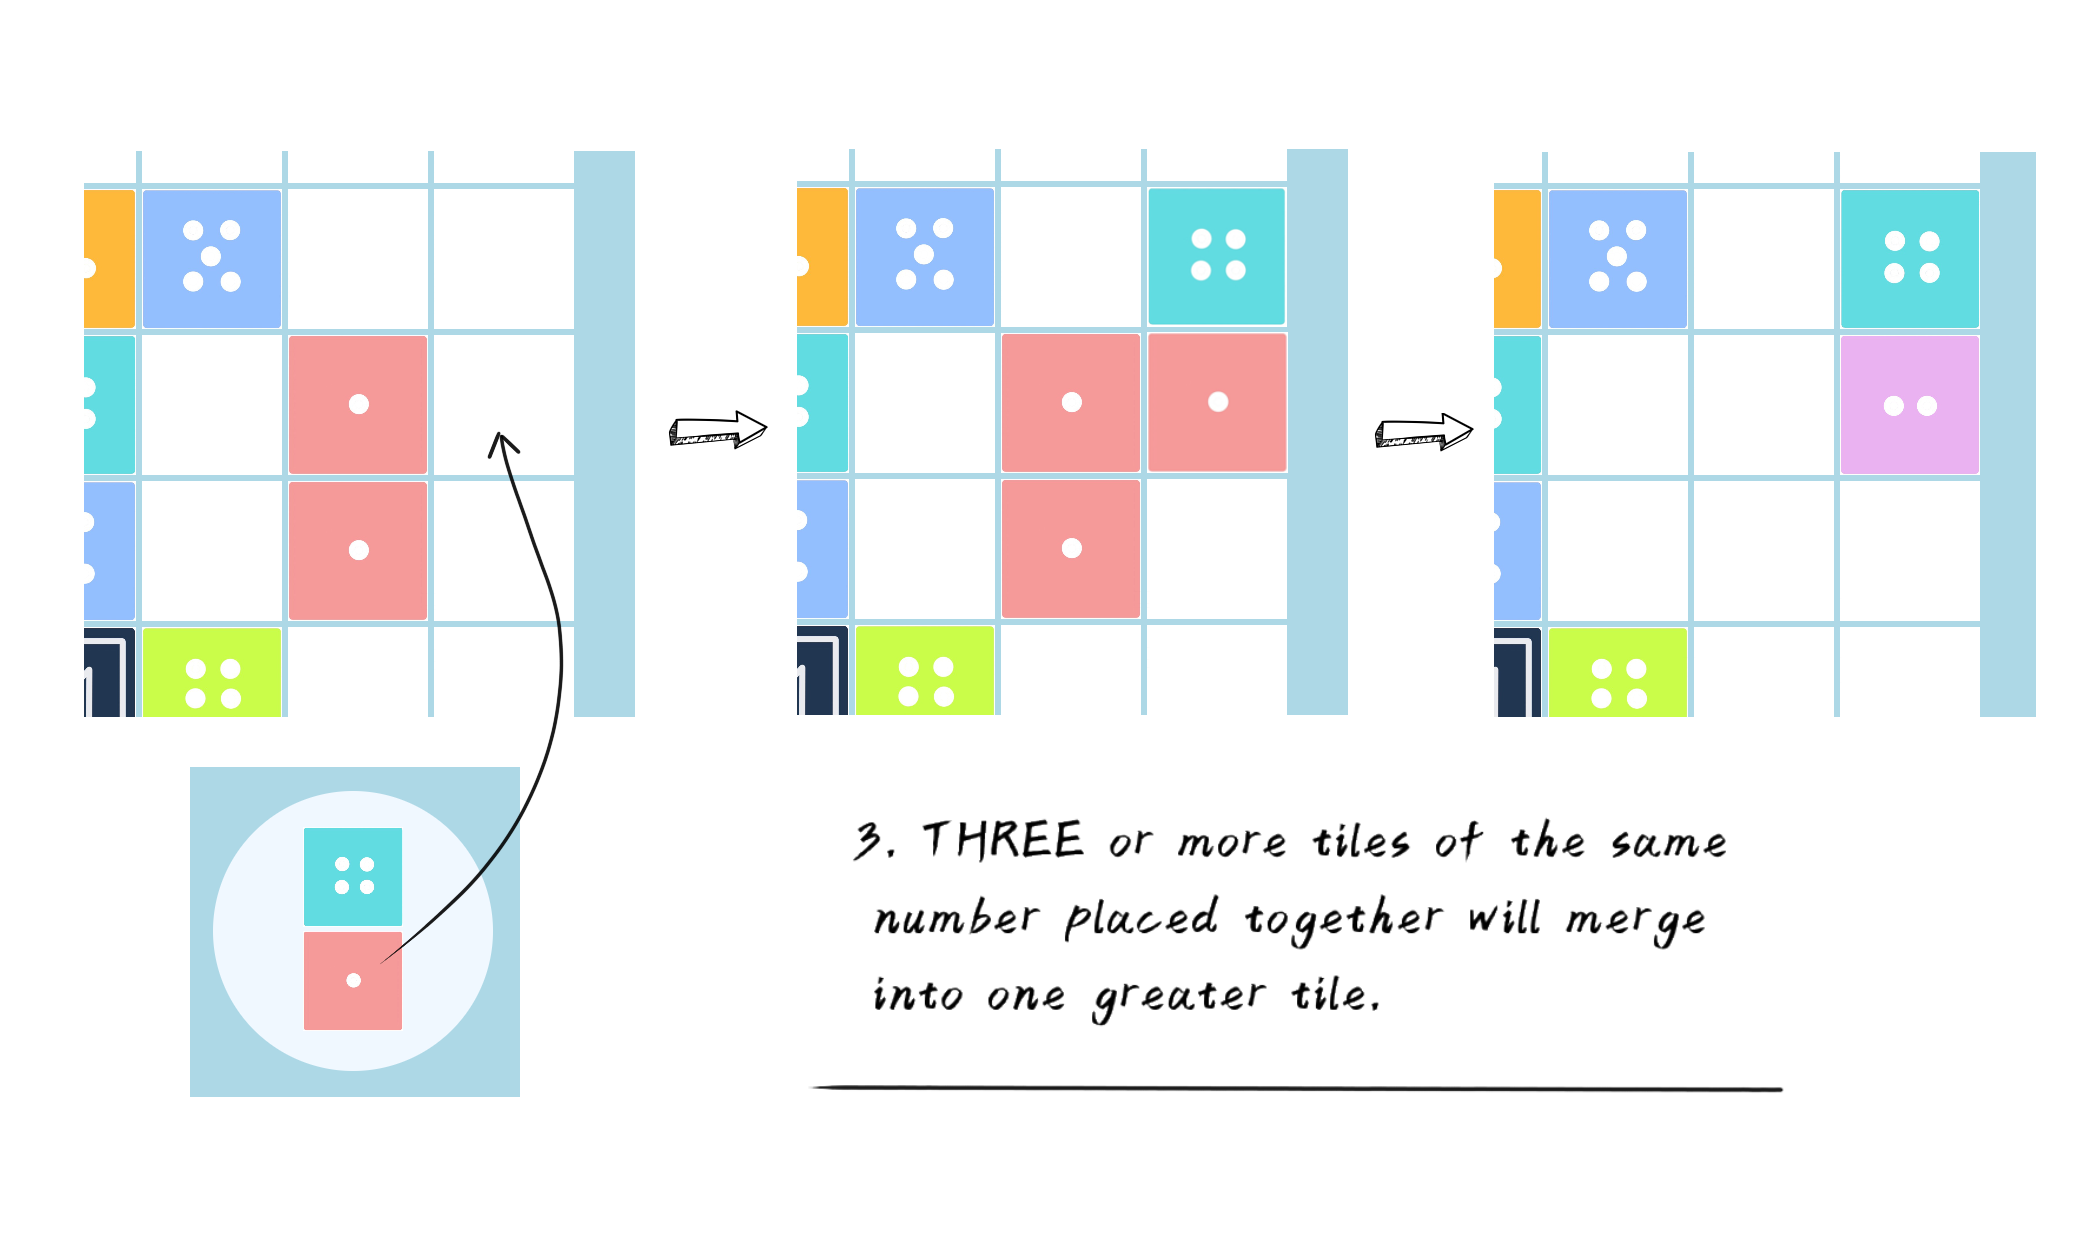 3. THREE or more tiles of the same
number placed together will merge
into one greater tile.